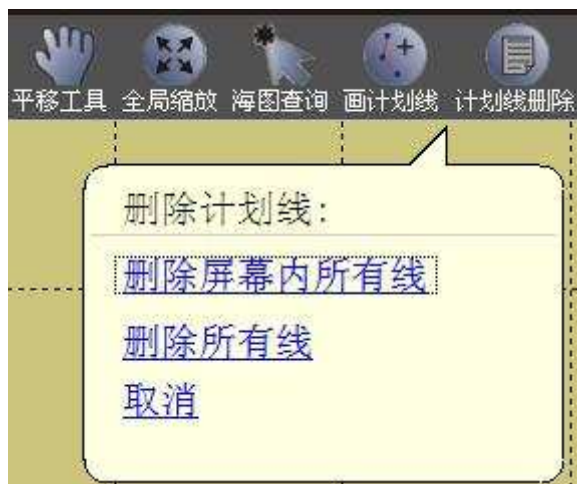 平移工具 全局缩放 海图查询 画计划线 计划线删除
删除计划线:
删除屏幕内所有线
删除所有线
取消